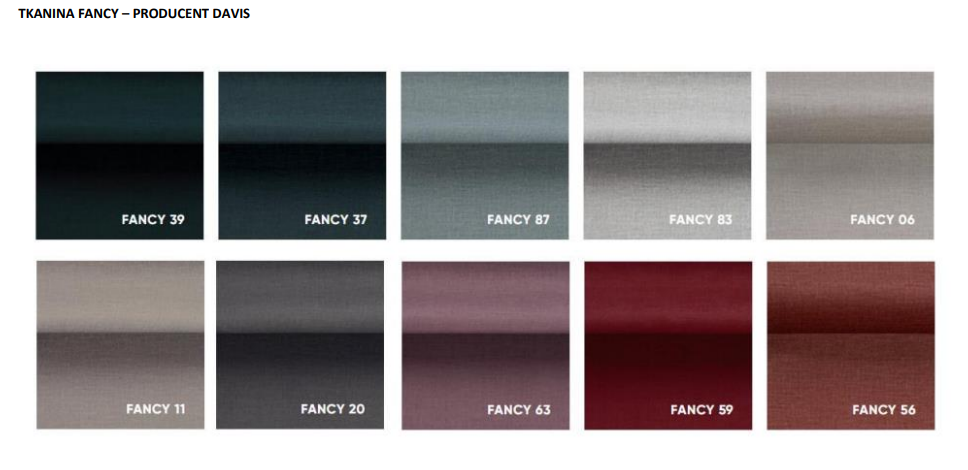 TKANINA FANCY – PRODUCENT DAVIS
FANCY 39
FANCY 37
FANCY 87
FANCY 83
FANCY 06
FANCY 11
FANCY 20
FANCY 63
FANCY 59
FANCY 56